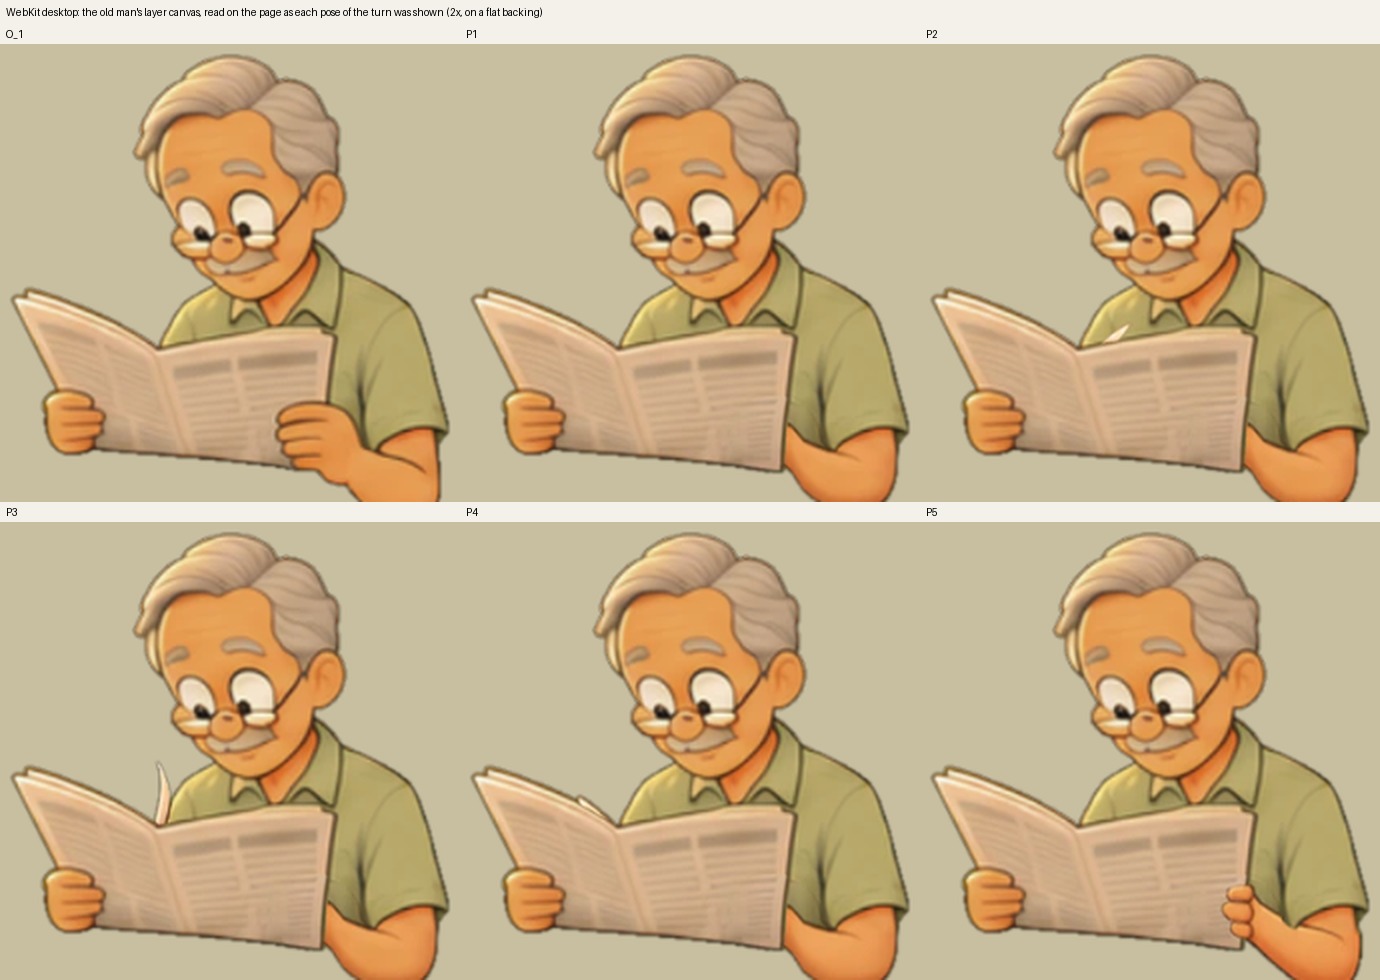 WebKit desktop: the old man's layer canvas, read on the page as each pose of the turn was shown (2x, on a flat backing)
O_1
P1
P2
P3
P4
P5